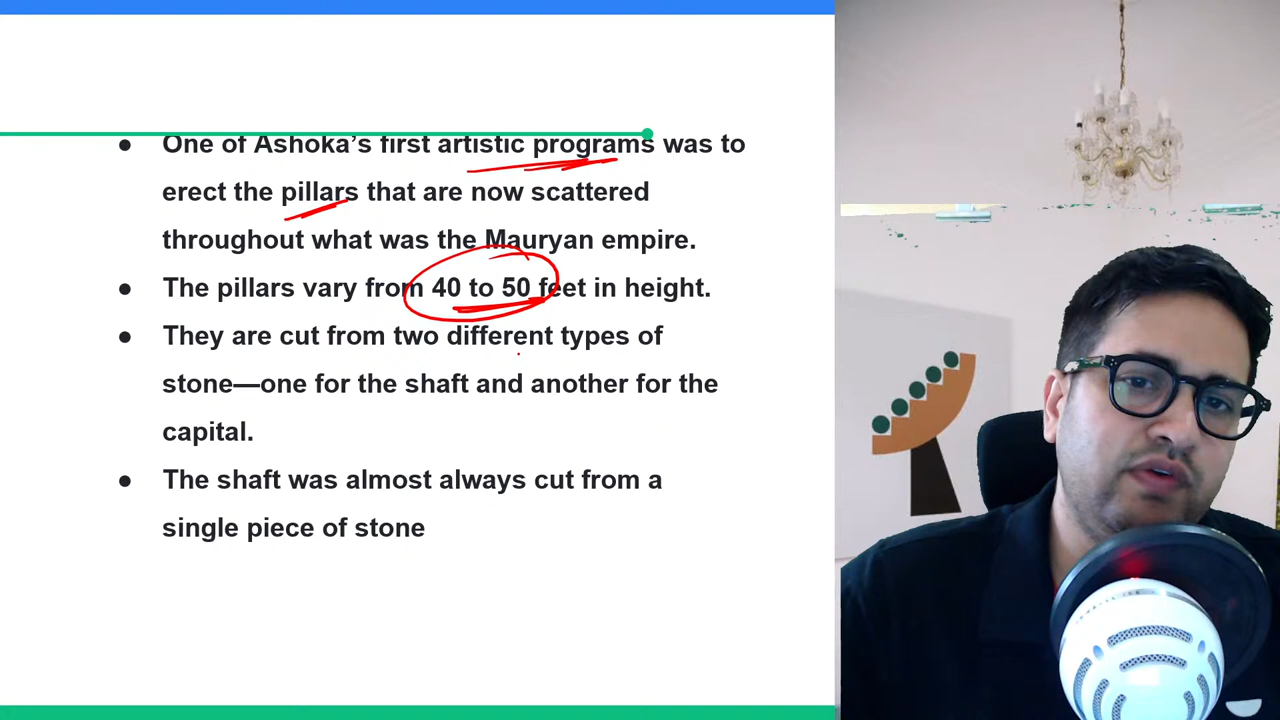 ● One of Ashoka’s first artistic programs was to
erect the pillars that are now scattered
throughout what was the Mauryan empire.
● The pillars vary from 40 to 50 feet in height.
● They are cut from two different types of
stone—one for the shaft and another for the
capital.
● The shaft was almost always cut from a
single piece of stone